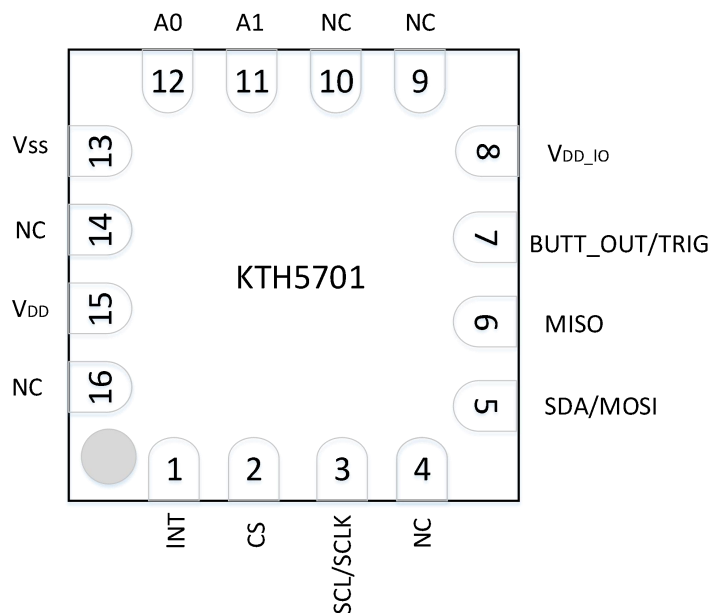 A0 A1 NC NC
12 11 10 9
Vss 13 8 VDD_IO
NC 14 7 BUTT_OUT/TRIG
KTH5701
VDD 15 6 MISO
NC 16 5 SDA/MOSI
1 2 3 4
INT CS SCL/SCLK NC